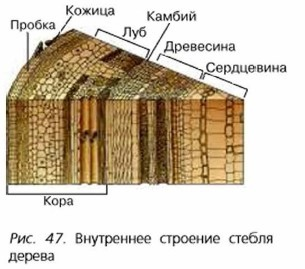 Камбий
Кожица
Пробка
Луб
Древесина
Сердцевина
Кора
Рис. 47. Внутреннее строение стебля
дерева